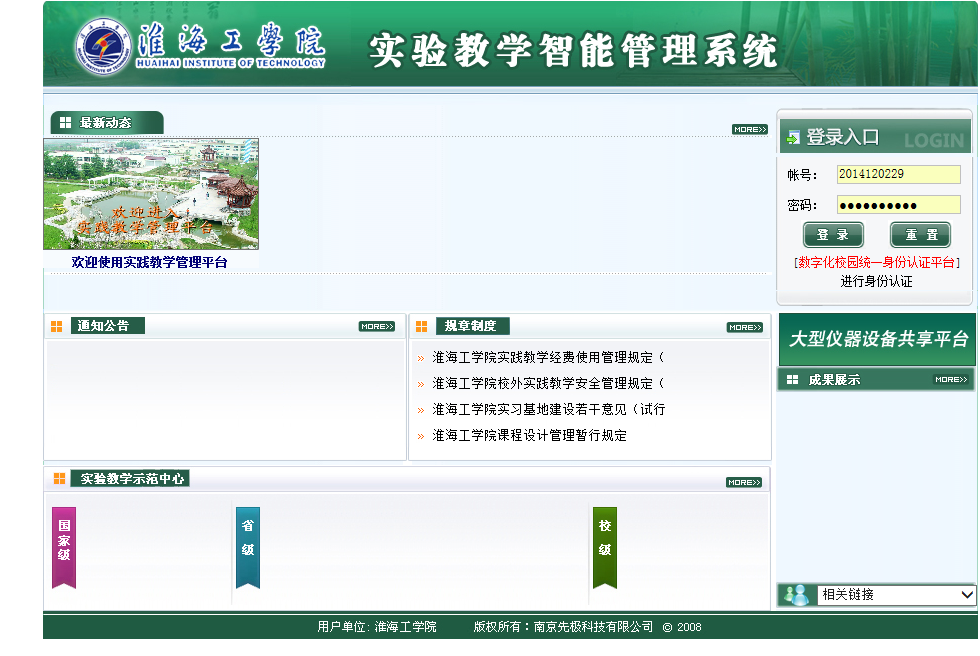 淮海工學院
HUAIHAI INSTITUTE OF TECHNOLOGY
实验教学智能管理系统
最新动态
MORE>>
欢迎进入
实践教学管理平台
欢迎使用实践教学管理平台
登录入口
LOGIN
帐号：
2014120229
密码：
●●●●●●●●●●
登 录
重 置
[数字化校园统一身份认证平台]
进行身份认证
通知公告
MORE>>
规章制度
MORE>>
» 淮海工学院实践教学经费使用管理规定（
» 淮海工学院校外实践教学安全管理规定（
» 淮海工学院实习基地建设若干意见（试行
» 淮海工学院课程设计管理暂行规定
大型仪器设备共享平台
成果展示
MORE>>
实验教学示范中心
MORE>>
国家级
省级
校级
相关链接
用户单位: 淮海工学院 版权所有：南京先极科技有限公司 © 2008